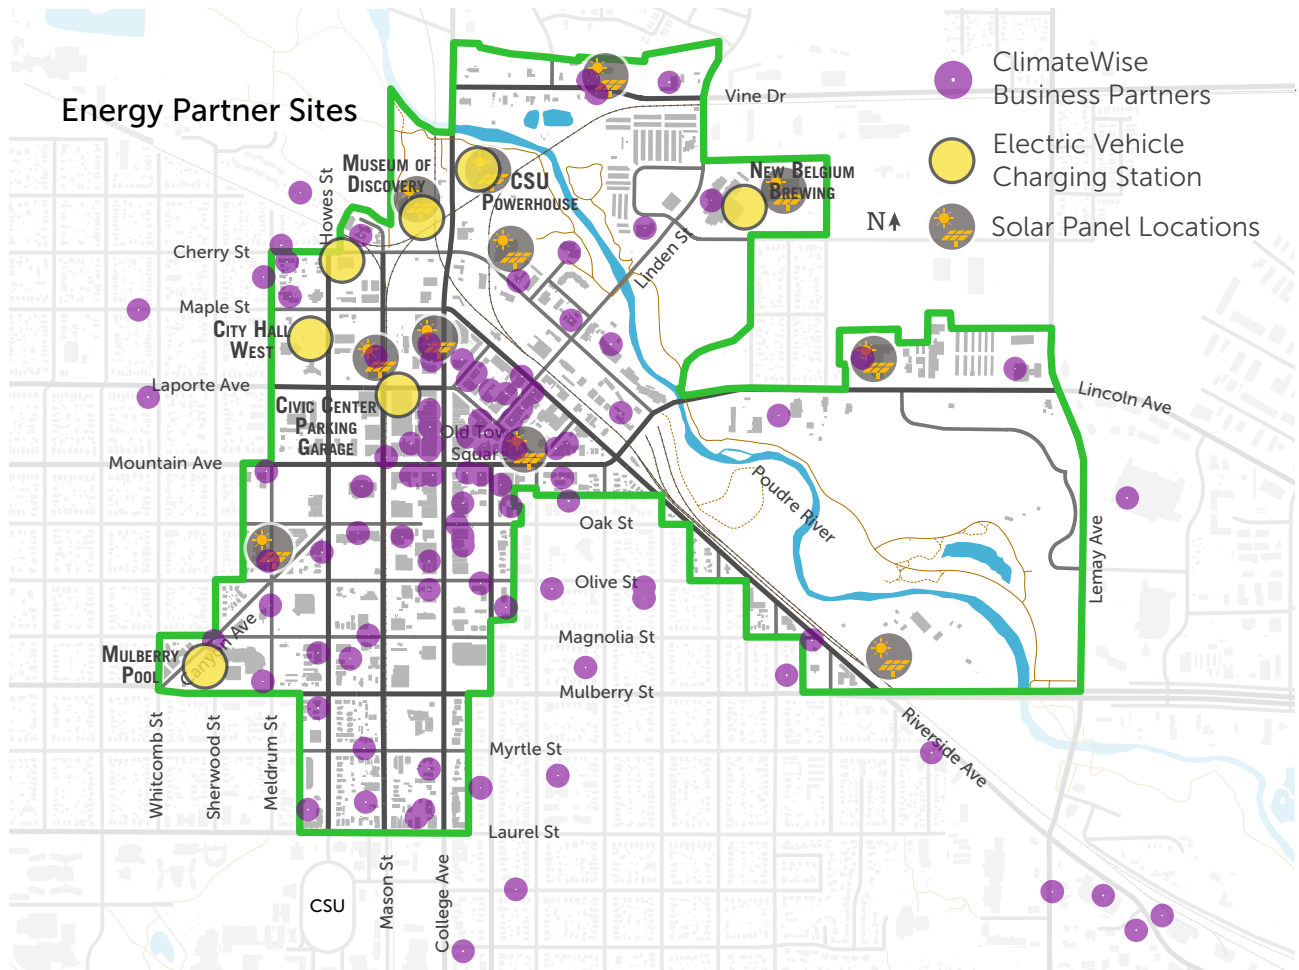 Energy Partner Sites
ClimateWise
Business Partners
Electric Vehicle
Charging Station
Solar Panel Locations
N
Vine Dr
Museum of
Discovery
CSU
Powerhouse
New Belgium
Brewing
Howes St
Linden St
Cherry St
Maple St
City Hall
West
Laporte Ave
Lincoln Ave
Civic Center
Parking
Garage
Old Town
Square
Mountain Ave
Poudre River
Oak St
Olive St
Lemay Ave
Canyon Ave
Magnolia St
Mulberry
Pool
Mulberry St
Riverside Ave
Whitcomb St
Sherwood St
Meldrum St
Myrtle St
Laurel St
Mason St
College Ave
CSU